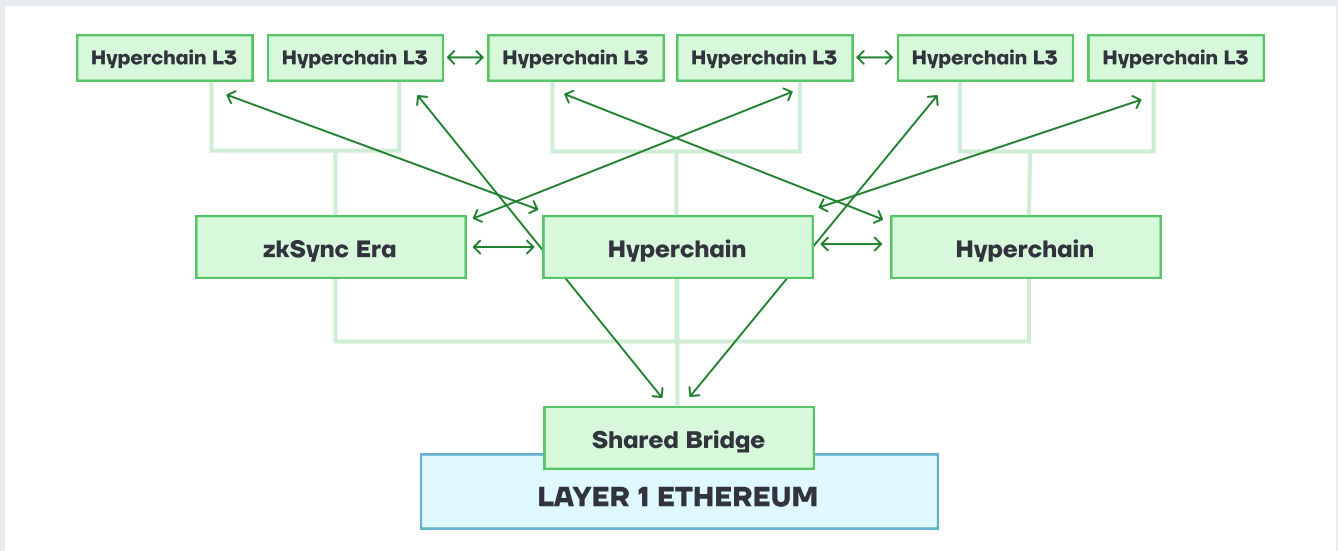 Hyperchain L3
Hyperchain L3
Hyperchain L3
Hyperchain L3
Hyperchain L3
Hyperchain L3
zkSync Era
Hyperchain
Hyperchain
Shared Bridge
LAYER 1 ETHEREUM